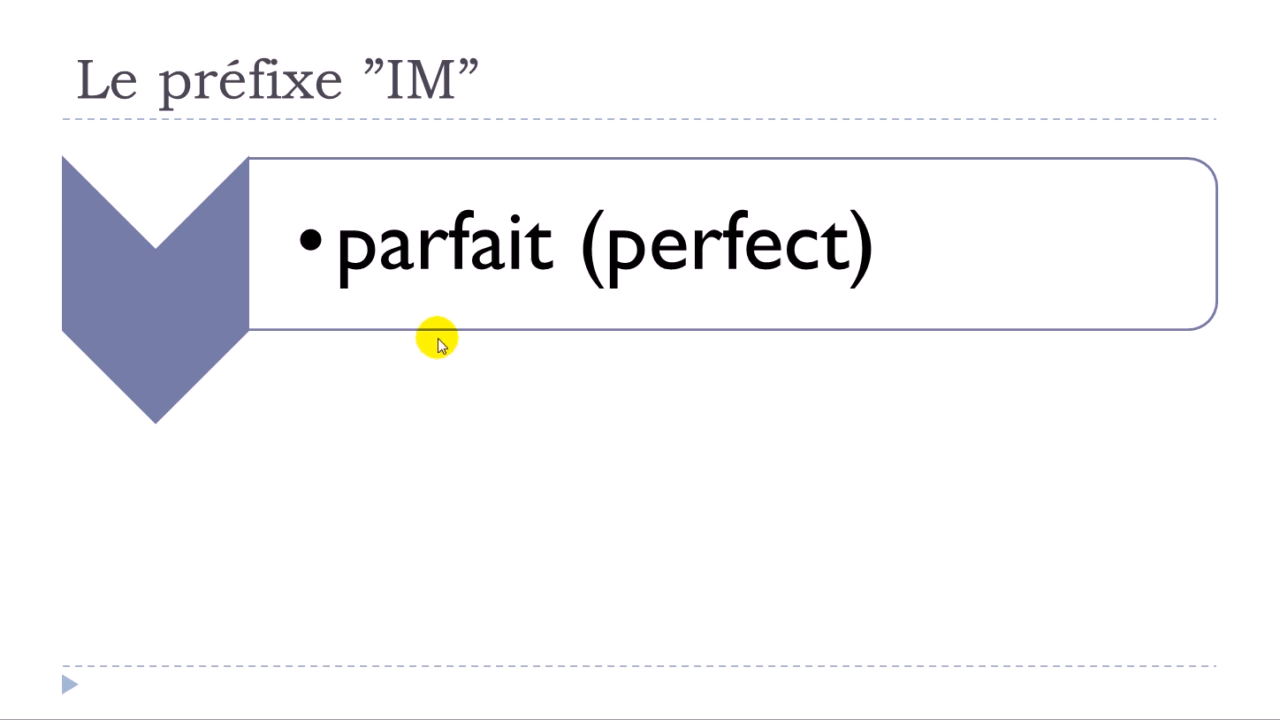 Le préfixe ”IM”
• parfait (perfect)